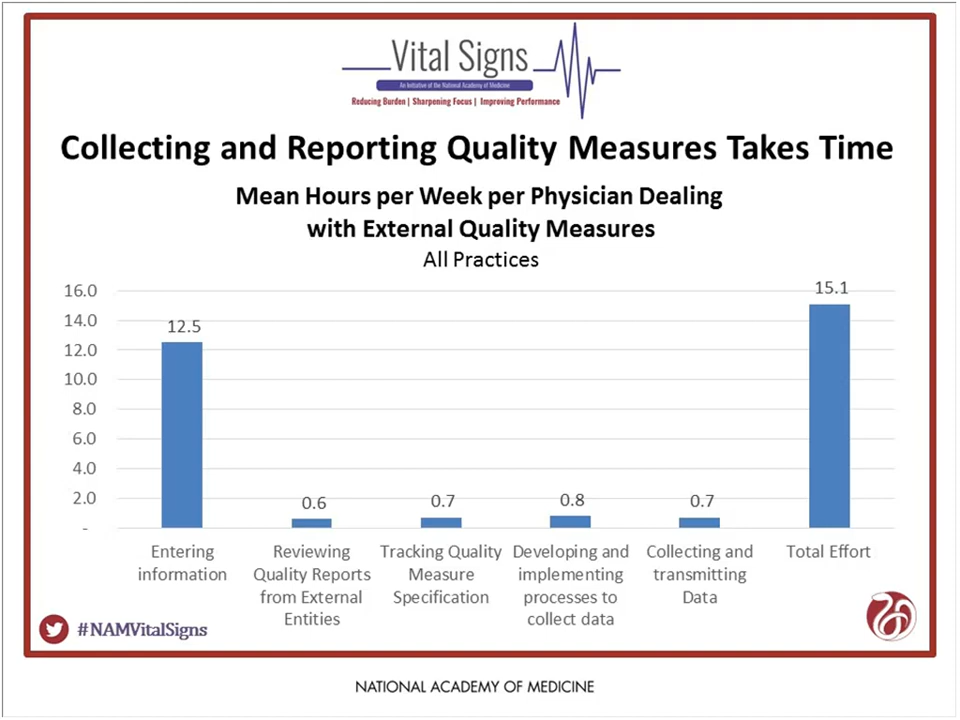 Vital Signs
An Initiative of the National Academy of Medicine
Reducing Burden | Sharpening Focus | Improving Performance
Collecting and Reporting Quality Measures Takes Time
Mean Hours per Week per Physician Dealing
with External Quality Measures
All Practices
16.0
14.0
12.0
10.0
8.0
6.0
4.0
2.0
-
12.5
0.6
0.7
0.8
0.7
15.1
Entering
information
Reviewing
Quality Reports
from External
Entities
Tracking Quality
Measure
Specification
Developing and
implementing
processes to
collect data
Collecting and
transmitting
Data
Total Effort
#NAMVitalSigns
NATIONAL ACADEMY OF MEDICINE